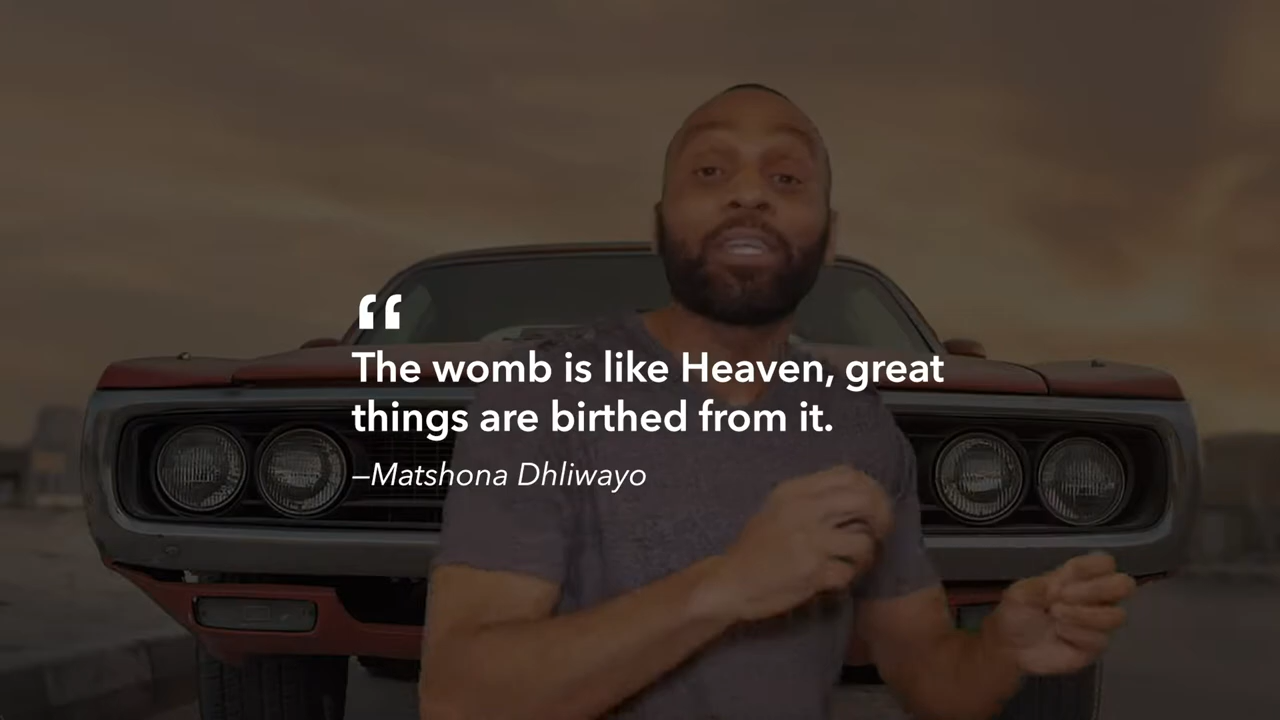 “
The womb is like Heaven, great
things are birthed from it.
–Matshona Dhliwayo